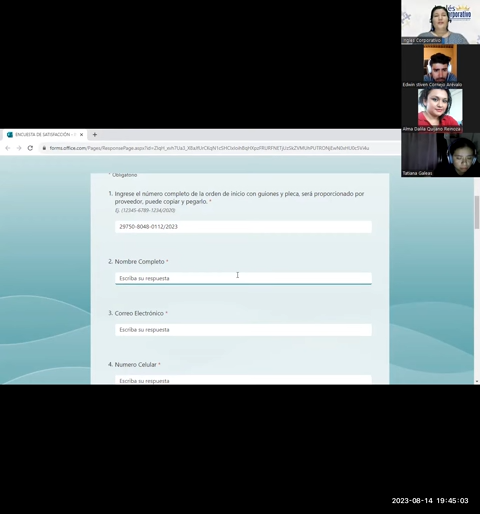 Inglés Corporativo
Edwin stiven Cornejo Arévalo
Alma Dalila Quijano Reinoza
Tatiana Galeas
ENCUESTA DE SATISFACCIÓN
forms.office.com/Pages/ResponsePage.aspx?id=
* Obligatorio
1. Ingrese el número completo de la orden de inicio con guiones y pleca, será proporcionado por
proveedor, puede copiar y pegarlo. *
Ej. (12345-6789-1234/2020)
29750-8048-0112/2023
2. Nombre Completo *
Escriba su respuesta
3. Correo Electrónico *
Escriba su respuesta
4. Numero Celular *
Escriba su respuesta
2023-08-14 19:45:03